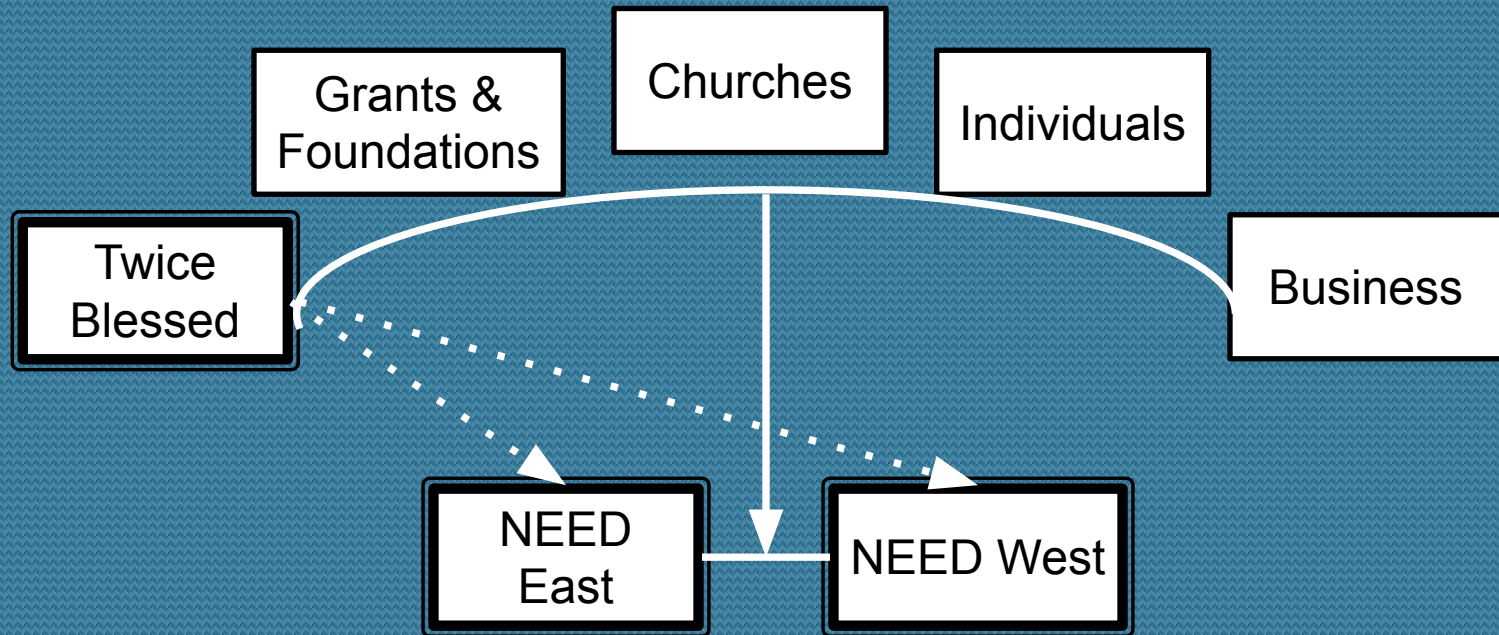 Churches
Grants &
Foundations
Individuals
Twice
Blessed
Business
NEED
East
NEED West